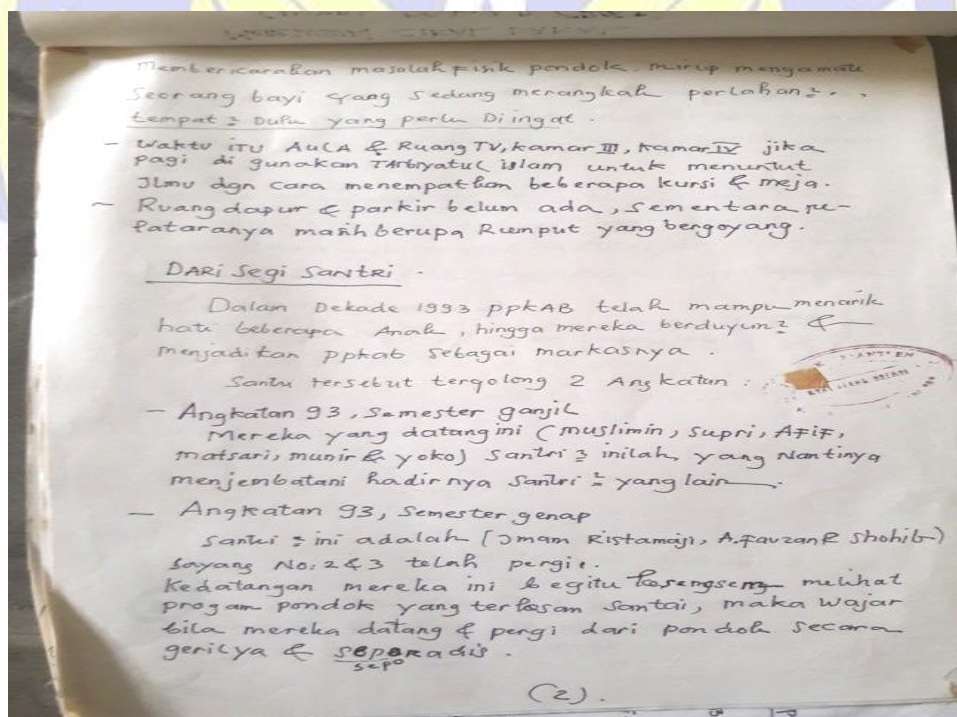 Membericarakan masalah Fisik pondok. mirip mengamati
Seorang bayi yang sedang merangkak perlahan2. .
tempat2 Dulu yang perlu Di ingat.
- Waktu iTU AULA & Ruang TV, Kamar III, Kamar IV jika
pagi di gunakan TArbiyatul islam untuk menuntut
ILmu dgn cara menempatkan beberapa kursi & meja.
- Ruang dapur & parkir belum ada, sementara pe-
lataranya masih berupa Rumput yang bergoyang.
DARi Segi SantRi.
Dalam Dekade 1993 ppkAB telah mampu menarik
hati beberapa Anak, hingga mereka berduyun2 &
menjadikan ppkab sebagai markasnya.
Santri tersebut tergolong 2 Angkatan :
- Angkatan 93, Semester ganjil
Mereka yang datang ini (muslimin, Supri, AFiF,
matsari, munir & yoko) Santri2 inilah yang Nantinya
menjembatani hadirnya Santri2 yang lain.
- Angkatan 93, Semester genap
Santri2 ini adalah (Imam Ristamaji, A.Fauzan & Shohib)
Sayang No: 2 & 3 telah pergi.
Kedatangan mereka ini begitu melihat
progam pondok yang terkesan Santai, maka wajar
bila mereka datang & pergi dari pondok secara
gerilya & seporadis.
sepo
(2).